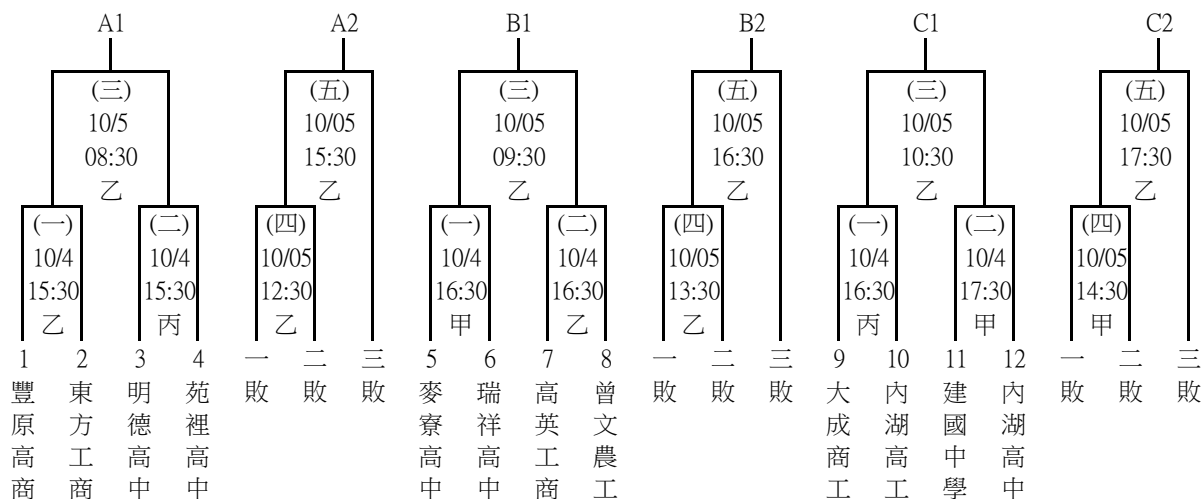 A1 A2 B1 B2 C1 C2
(三) (五) (三) (五) (三) (五)
10/5 10/05 10/05 10/05 10/05 10/05
08:30 15:30 09:30 16:30 10:30 17:30
乙 乙 乙 乙 乙 乙
(一) (二) (四) (一) (二) (四) (一) (二) (四)
10/4 10/4 10/05 10/4 10/4 10/05 10/4 10/4 10/05
15:30 15:30 12:30 16:30 16:30 13:30 16:30 17:30 14:30
乙 丙 乙 甲 乙 乙 丙 甲 甲
1 豐原高商
2 東方工商
3 明德高中
4 苑裡高中
一敗
二敗
三敗
5 麥寮高中
6 瑞祥高中
7 高英工商
8 曾文農工
一敗
二敗
三敗
9 大成商工
10 內湖高工
11 建國中學
12 內湖高中
一敗
二敗
三敗